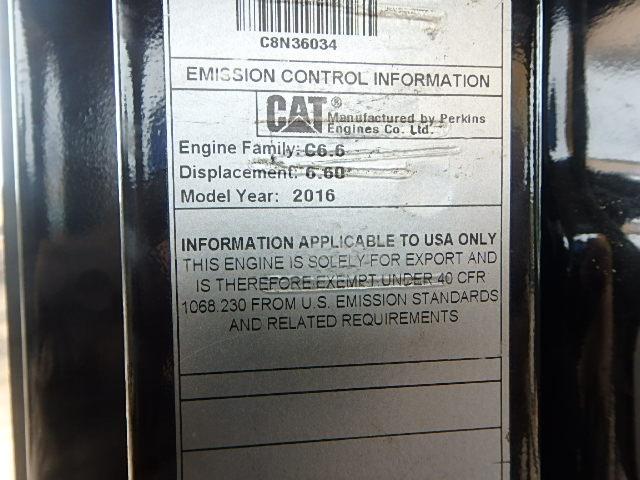 C8N36034
EMISSION CONTROL INFORMATION
CAT® Manufactured by Perkins
Engines Co. Ltd.
Engine Family: C6.6
Displacement: 6.60
Model Year: 2016
INFORMATION APPLICABLE TO USA ONLY
THIS ENGINE IS SOLELY FOR EXPORT AND
IS THEREFORE EXEMPT UNDER 40 CFR
1068.230 FROM U.S. EMISSION STANDARDS
AND RELATED REQUIREMENTS